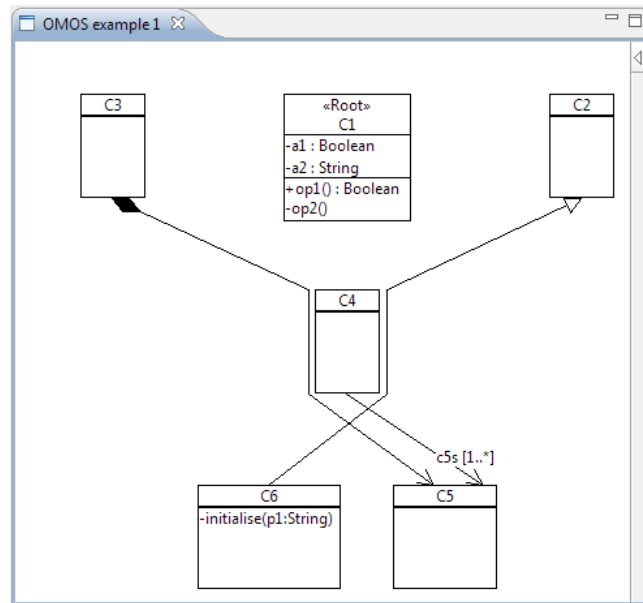 OMOS example 1
C3
«Root»
C1
-a1 : Boolean
-a2 : String
+op1() : Boolean
-op2()
C2
C4
c5s [1..*]
C6
-initialise(p1:String)
C5